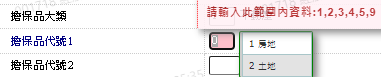 擔保品大類
請輸入此範圍內資料:1,2,3,4,5,9
擔保品代號1
1 房地
擔保品代號2
2 土地